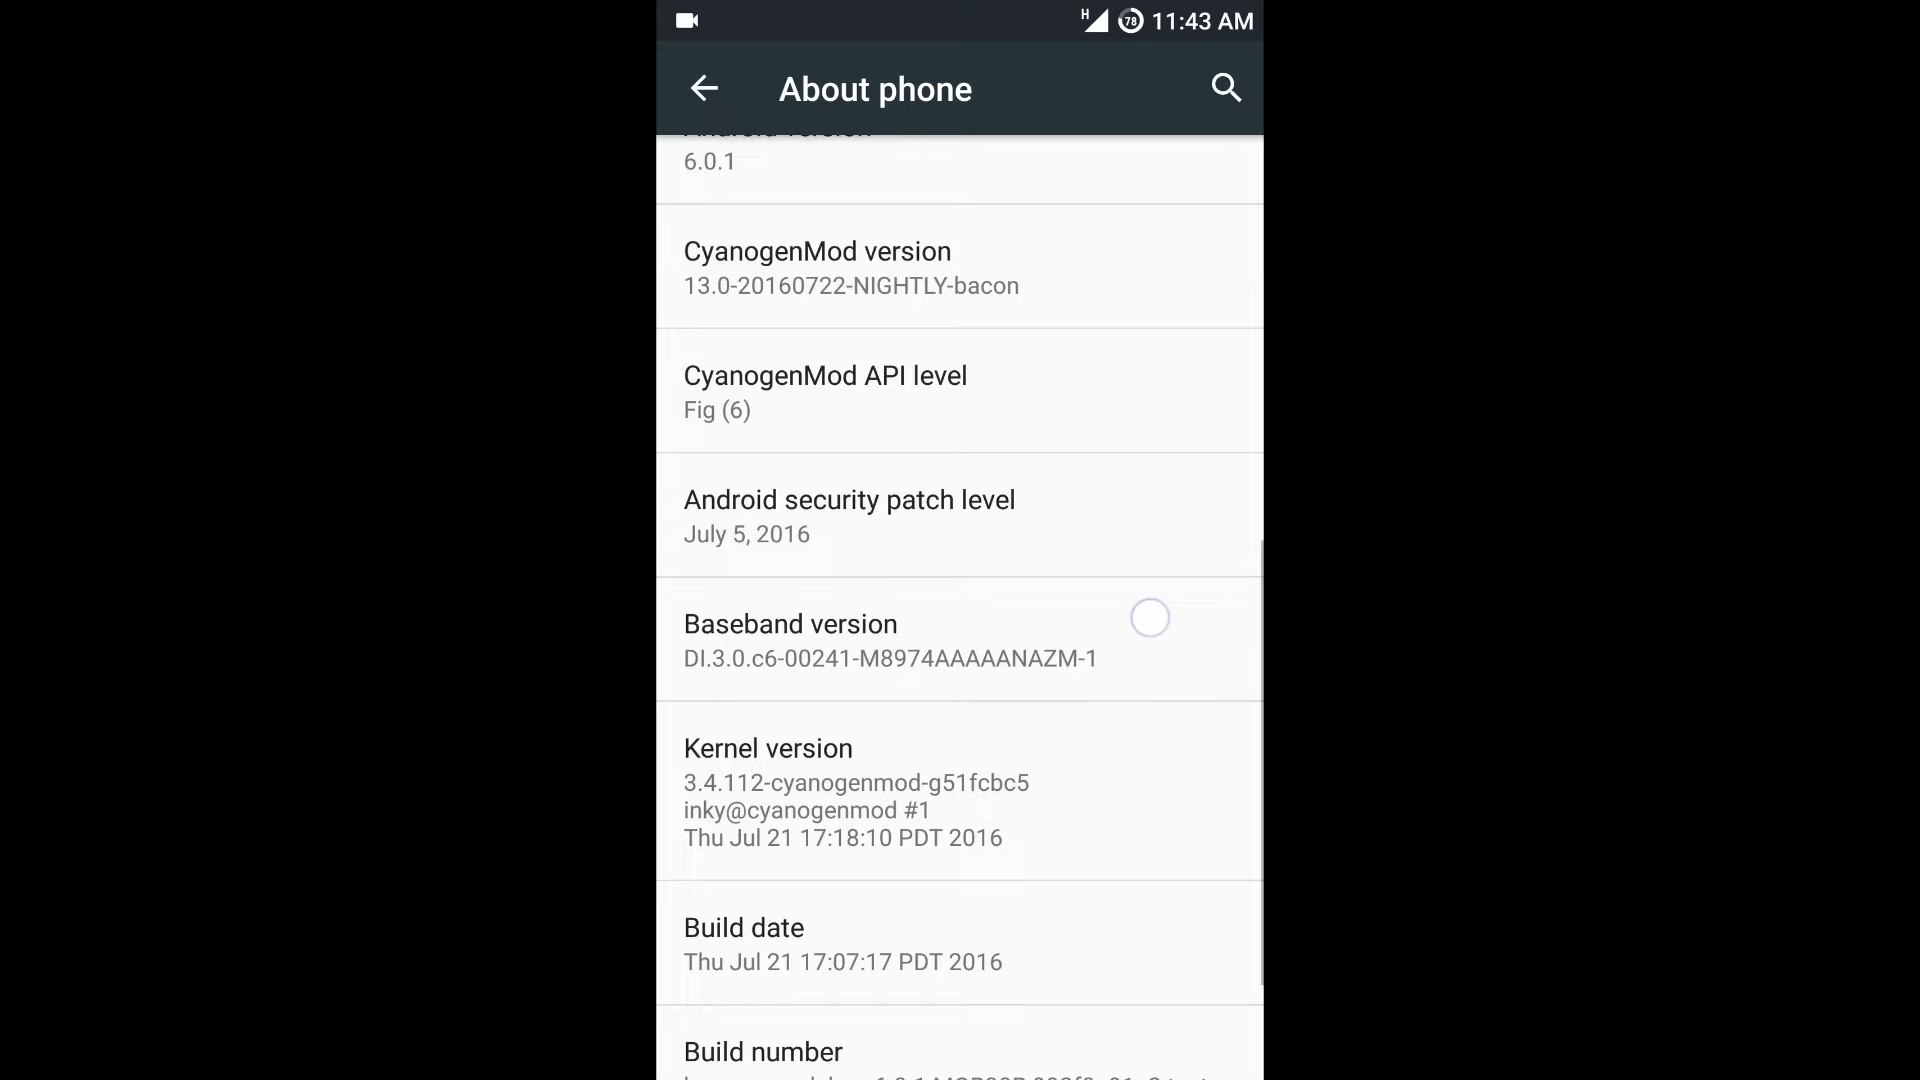 H 78 11:43 AM
About phone
6.0.1
CyanogenMod version
13.0-20160722-NIGHTLY-bacon
CyanogenMod API level
Fig (6)
Android security patch level
July 5, 2016
Baseband version
DI.3.0.c6-00241-M8974AAAAANAZM-1
Kernel version
3.4.112-cyanogenmod-g51fcbc5
inky@cyanogenmod #1
Thu Jul 21 17:18:10 PDT 2016
Build date
Thu Jul 21 17:07:17 PDT 2016
Build number